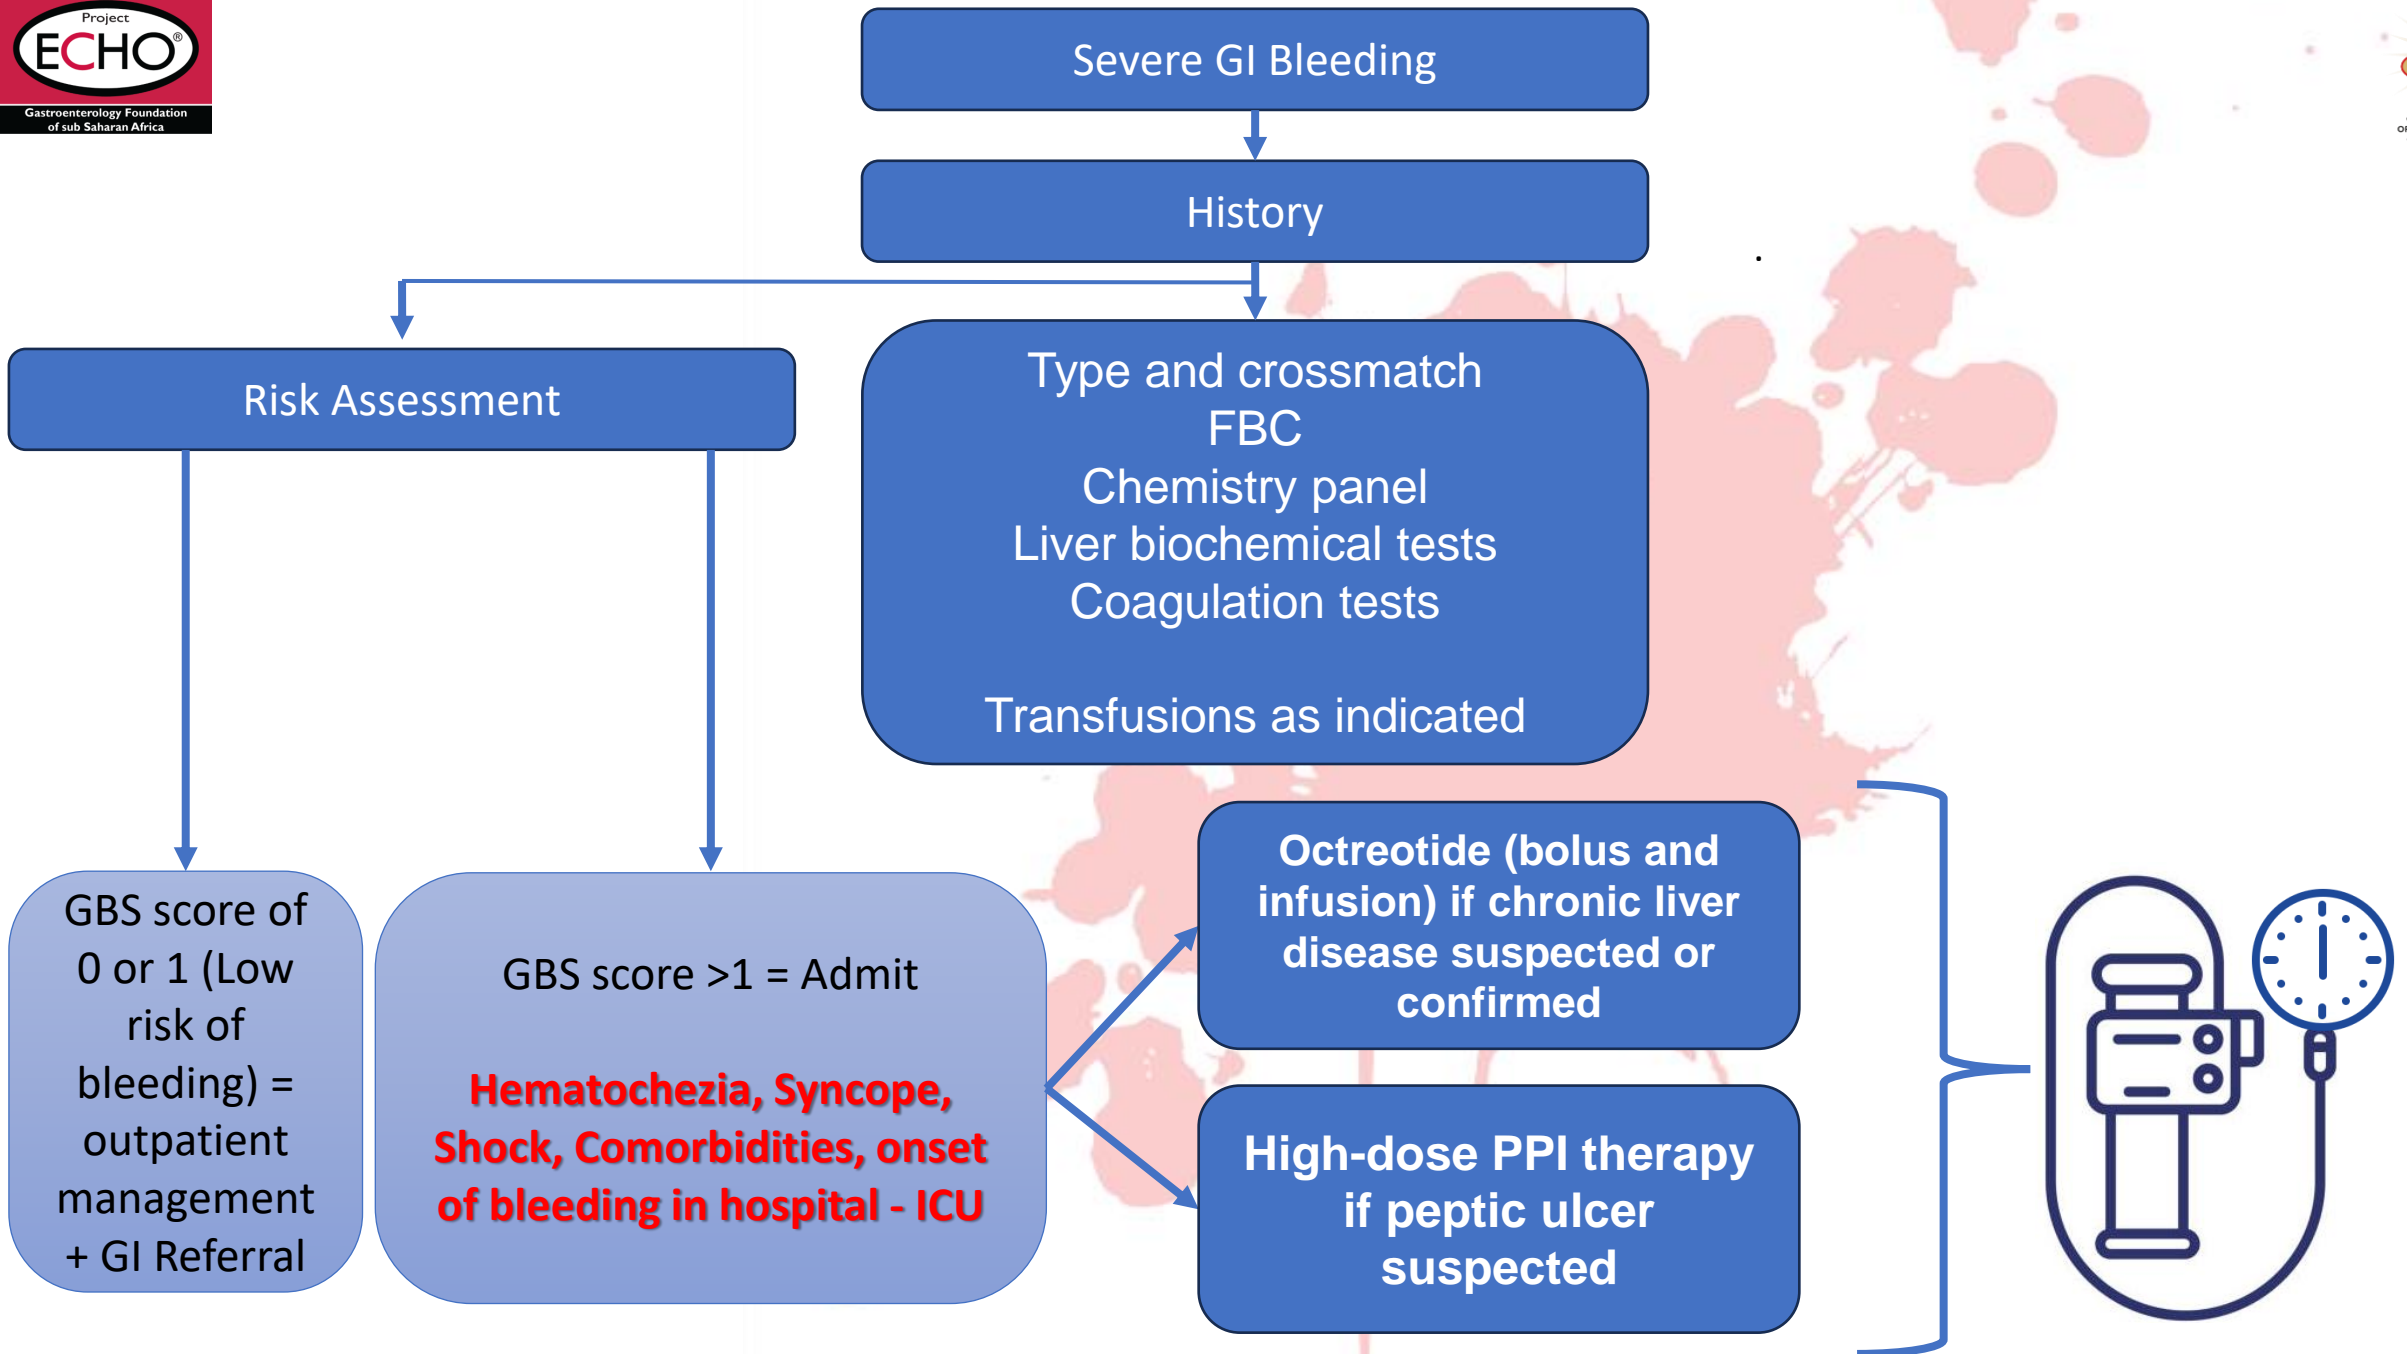 Project
ECHO®
Gastroenterology Foundation
of sub Saharan Africa
Severe GI Bleeding
History
.
Risk Assessment
Type and crossmatch
FBC
Chemistry panel
Liver biochemical tests
Coagulation tests
Transfusions as indicated
GBS score of
0 or 1 (Low
risk of
bleeding) =
outpatient
management
+ GI Referral
GBS score >1 = Admit
Hematochezia, Syncope,
Shock, Comorbidities, onset
of bleeding in hospital - ICU
Octreotide (bolus and
infusion) if chronic liver
disease suspected or
confirmed
High-dose PPI therapy
if peptic ulcer
suspected